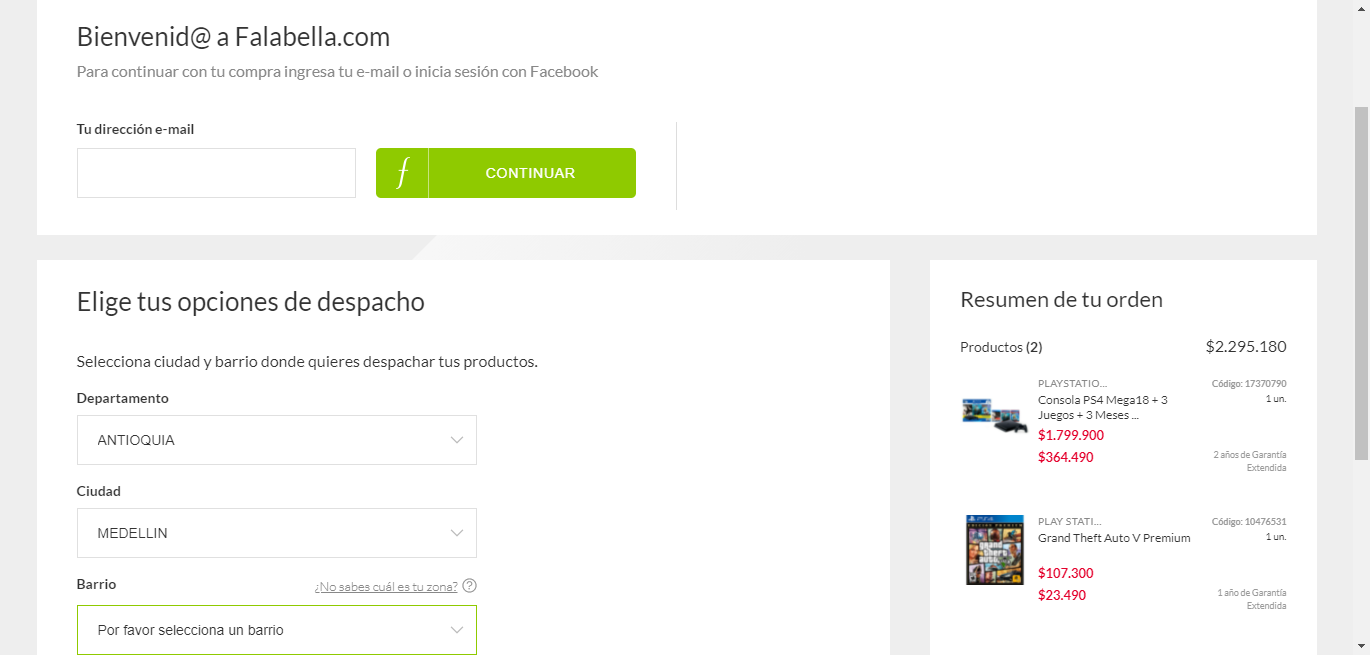 Bienvenid@ a Falabella.com
Para continuar con tu compra ingresa tu e-mail o inicia sesión con Facebook
Tu dirección e-mail
f CONTINUAR
Elige tus opciones de despacho
Selecciona ciudad y barrio donde quieres despachar tus productos.
Departamento
ANTIOQUIA
Ciudad
MEDELLIN
Barrio
¿No sabes cuál es tu zona? ?
Por favor selecciona un barrio
Resumen de tu orden
Productos (2) $2.295.180
PLAYSTATIO... Código: 17370790
Consola PS4 Mega18 + 3 1 un.
Juegos + 3 Meses ...
$1.799.900
$364.490 2 años de Garantía
Extendida
PLAY STATI... Código: 10476531
Grand Theft Auto V Premium 1 un.
$107.300
$23.490 1 año de Garantía
Extendida
grand
theft
auto